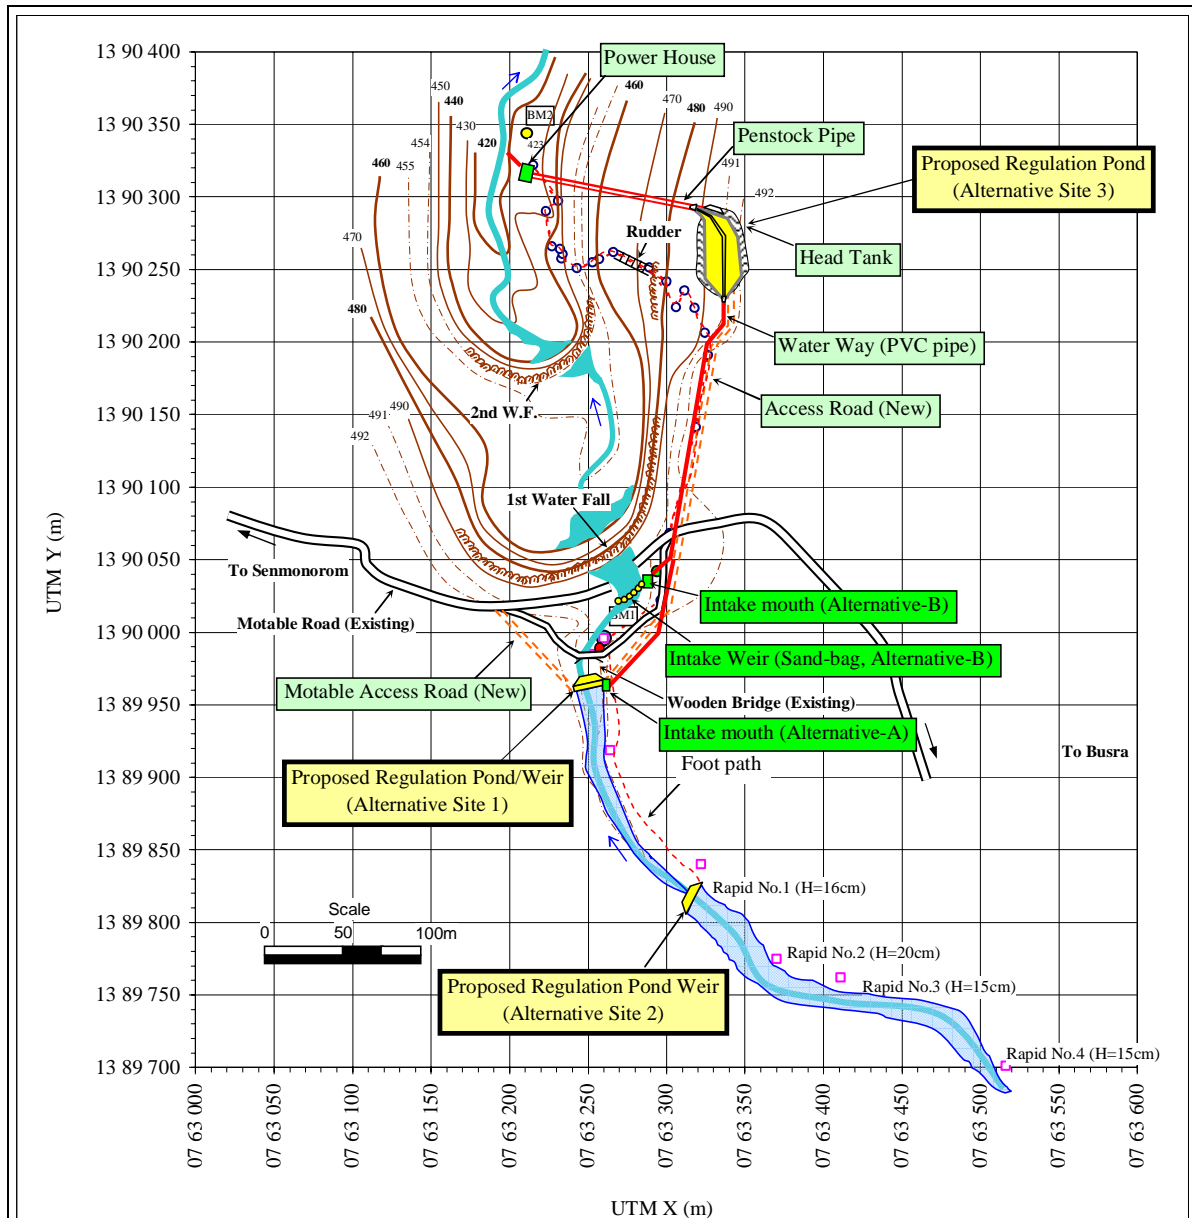 13 90 400
13 90 350
13 90 300
13 90 250
13 90 200
13 90 150
13 90 100
13 90 050
13 90 000
13 89 950
13 89 900
13 89 850
13 89 800
13 89 750
13 89 700
UTM Y (m)
Power House
450
440
430
454
420
455
460
470
480
BM2
423
460
470
480
490
Penstock Pipe
491
492
Proposed Regulation Pond
(Alternative Site 3)
Rudder
Head Tank
Water Way (PVC pipe)
Access Road (New)
2nd W.F.
490
491
492
1st Water Fall
To Senmonorom
Motable Road (Existing)
Intake mouth (Alternative-B)
BM1
Intake Weir (Sand-bag, Alternative-B)
Motable Access Road (New)
Wooden Bridge (Existing)
Intake mouth (Alternative-A)
To Busra
Foot path
Proposed Regulation Pond/Weir
(Alternative Site 1)
Rapid No.1 (H=16cm)
Scale
0
50
100m
Rapid No.2 (H=20cm)
Rapid No.3 (H=15cm)
Proposed Regulation Pond Weir
(Alternative Site 2)
Rapid No.4 (H=15cm)
07 63 000
07 63 050
07 63 100
07 63 150
07 63 200
07 63 250
07 63 300
07 63 350
07 63 400
07 63 450
07 63 500
07 63 550
07 63 600
UTM X (m)